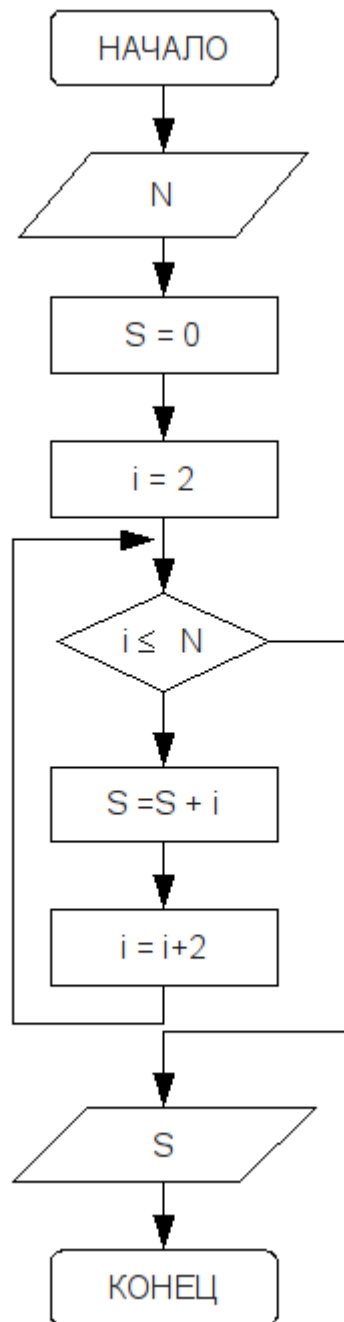 НАЧАЛО
N
S = 0
i = 2
i ≤ N
S =S + i
i = i+2
S
КОНЕЦ